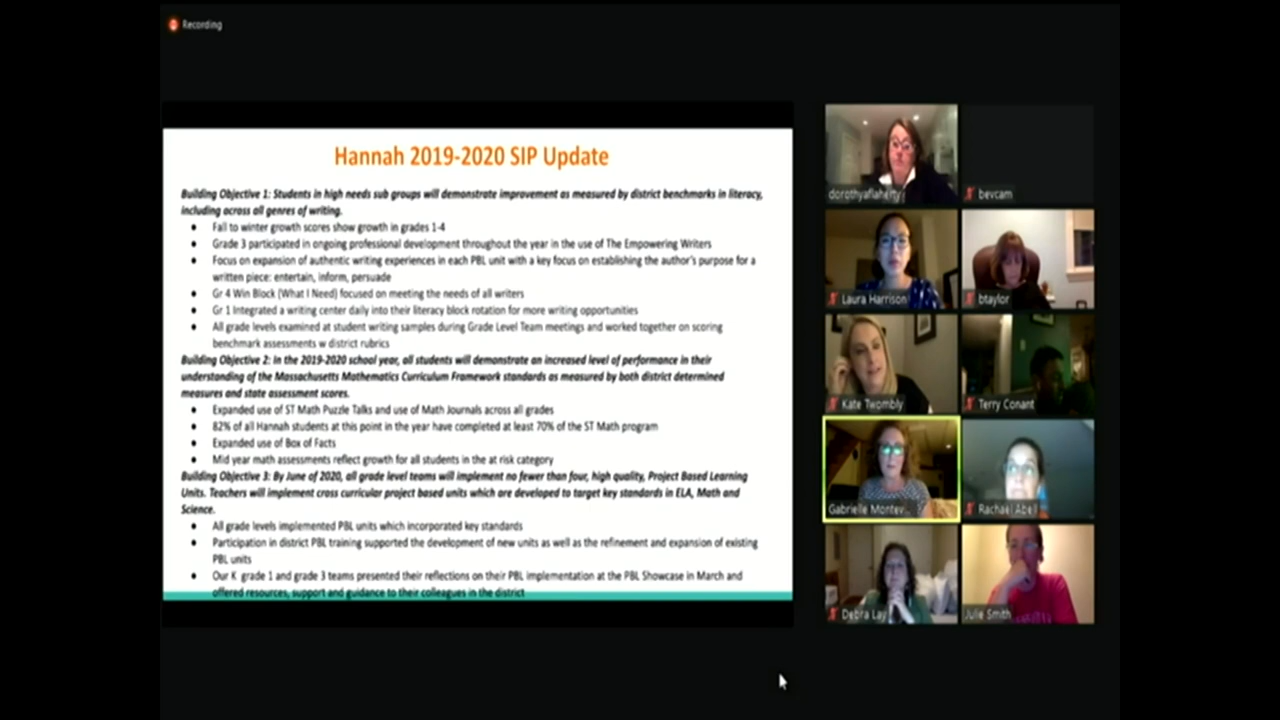 Recording
Hannah 2019-2020 SIP Update
Building Objective 1: Students in high needs sub groups will demonstrate improvement as measured by district benchmarks in literacy,
including across all genres of writing.
● Fall to winter growth scores show growth in grades 1-4
● Grade 3 participated in ongoing professional development throughout the year in the use of The Empowering Writers
● Focus on expansion of authentic writing experiences in each PBL unit with a key focus on establishing the author's purpose for a
written piece: entertain, inform, persuade
● Gr 4 Win Block (What I Need) focused on meeting the needs of all writers
● Gr 1 Integrated a writing center daily into their literacy block rotation for more writing opportunities
● All grade levels examined at student writing samples during Grade Level Team meetings and worked together on scoring
benchmark assessments w district rubrics
Building Objective 2: In the 2019-2020 school year, all students will demonstrate an increased level of performance in their
understanding of the Massachusetts Mathematics Curriculum Framework standards as measured by both district determined
measures and state assessment scores.
● Expanded use of ST Math Puzzle Talks and use of Math Journals across all grades
● 82% of all Hannah students at this point in the year have completed at least 70% of the ST Math program
● Expanded use of Box of Facts
● Mid year math assessments reflect growth for all students in the at risk category
Building Objective 3: By June of 2020, all grade level teams will implement no fewer than four, high quality, Project Based Learning
Units. Teachers will implement cross curricular project based units which are developed to target key standards in ELA, Math and
Science.
● All grade levels implemented PBL units which incorporated key standards
● Participation in district PBL training supported the development of new units as well as the refinement and expansion of existing
PBL units
● Our K grade 1 and grade 3 teams presented their reflections on their PBL implementation at the PBL Showcase in March and
offered resources, support and guidance to their colleagues in the district
dorothyaflaherty
bevcam
Laura Harrison
btaylor
Kate Twombly
Terry Conant
Gabrielle Montev...
Rachael Abell
Debra Lay
Julie Smith